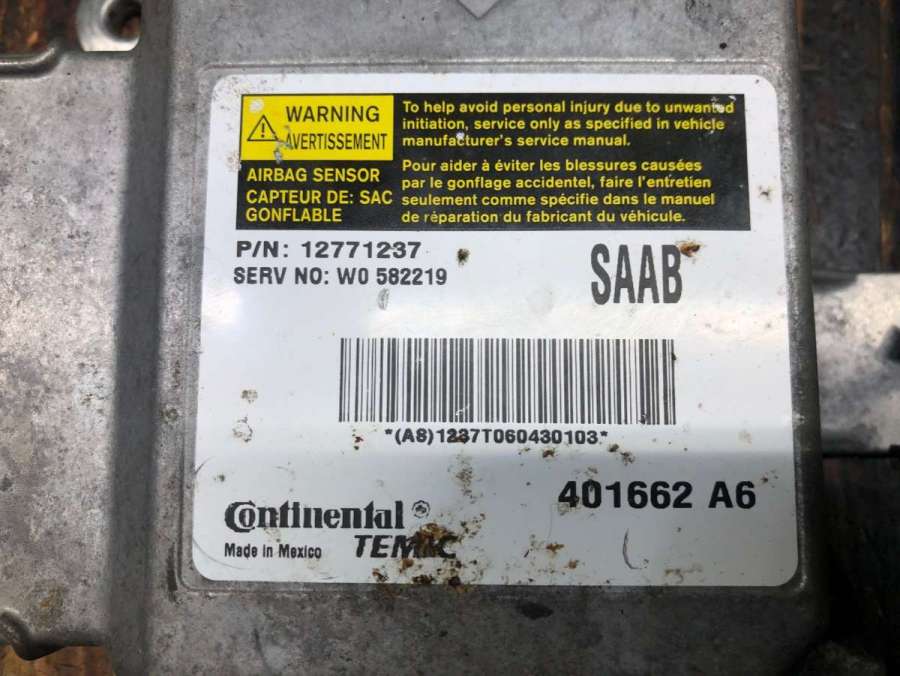 WARNING
AVERTISSEMENT
AIRBAG SENSOR
CAPTEUR DE: SAC
GONFLABLE
To help avoid personal injury due to unwanted
initiation, service only as specified in vehicle
manufacturer's service manual.
Pour aider à éviter les blessures causées
par le gonflage accidentel, faire l'entretien
seulement comme spécifie dans le manuel
de réparation du fabricant du véhicule.
P/N: 12771237
SERV NO: W0 582219
SAAB
*(A8)1237T060430103*
401662 A6
Continental
Made in Mexico
TEMIC